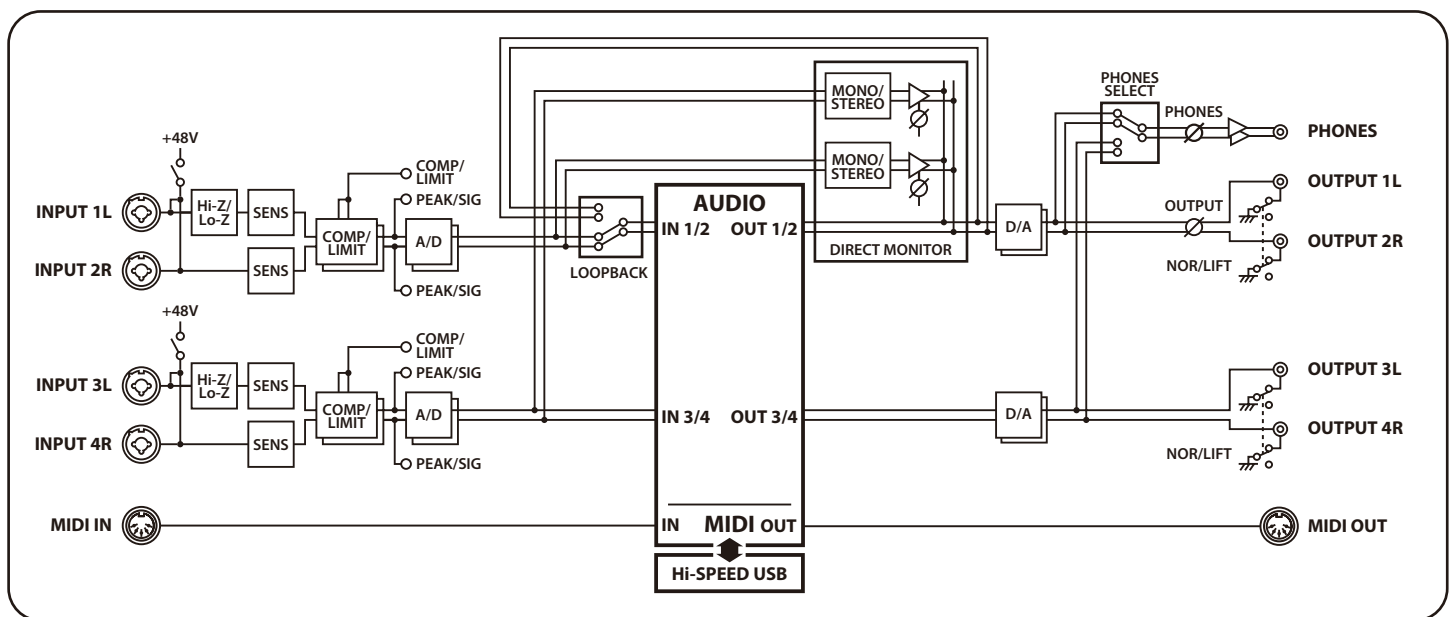 PHONES
SELECT
MONO/
STEREO
PHONES
PHONES
+48V
MONO/
STEREO
COMP/
LIMIT
OUTPUT 1L
PEAK/SIG
AUDIO
INPUT 1L
Hi-Z/
Lo-Z
SENS
OUTPUT
COMP/
LIMIT
A/D
IN 1/2
OUT 1/2
D/A
OUTPUT 2R
DIRECT MONITOR
INPUT 2R
SENS
LOOPBACK
NOR/LIFT
PEAK/SIG
+48V
COMP/
LIMIT
OUTPUT 3L
PEAK/SIG
INPUT 3L
Hi-Z/
Lo-Z
SENS
COMP/
LIMIT
A/D
IN 3/4
OUT 3/4
D/A
OUTPUT 4R
INPUT 4R
SENS
NOR/LIFT
PEAK/SIG
MIDI IN
IN
MIDI
OUT
MIDI OUT
Hi-SPEED USB